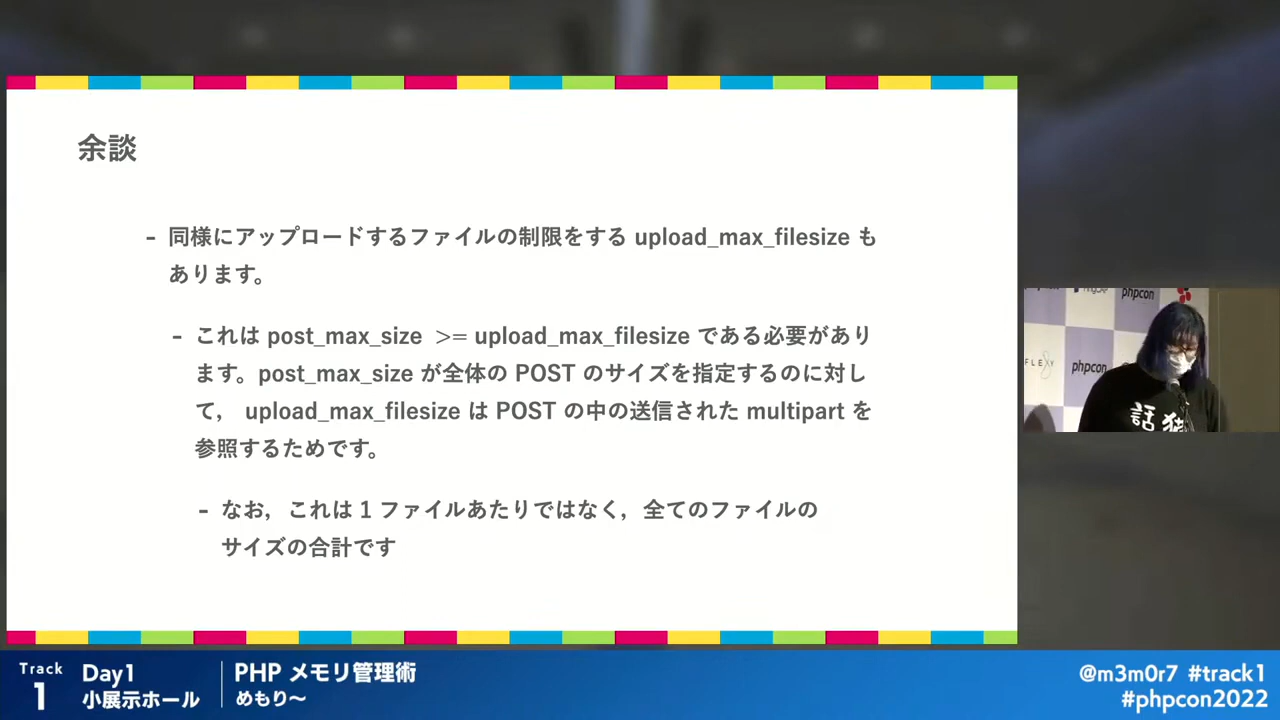 余談
- 同様にアップロードするファイルの制限をする upload_max_filesize も
あります。
- これは post_max_size >= upload_max_filesize である必要があり
ます。post_max_size が全体の POST のサイズを指定するのに対し
て， upload_max_filesize は POST の中の送信された multipart を
参照するためです。
- なお，これは 1 ファイルあたりではなく，全てのファイルの
サイズの合計です
phpcon
FLEXY
phpcon
話
Track
1
Day1
小展示ホール
PHP メモリ管理術
めもり〜
@m3m0r7 #track1
#phpcon2022